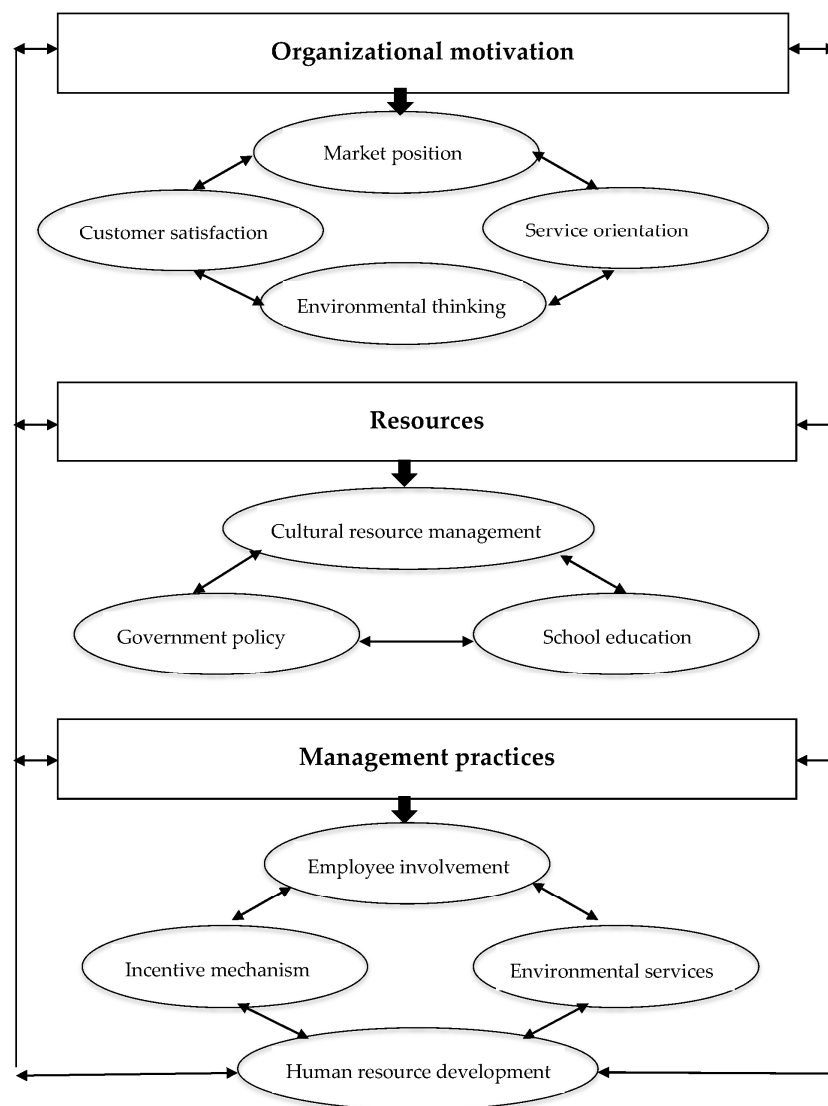 Organizational motivation
Market position
Customer satisfaction
Service orientation
Environmental thinking
Resources
Cultural resource management
Government policy
School education
Management practices
Employee involvement
Incentive mechanism
Environmental services
Human resource development